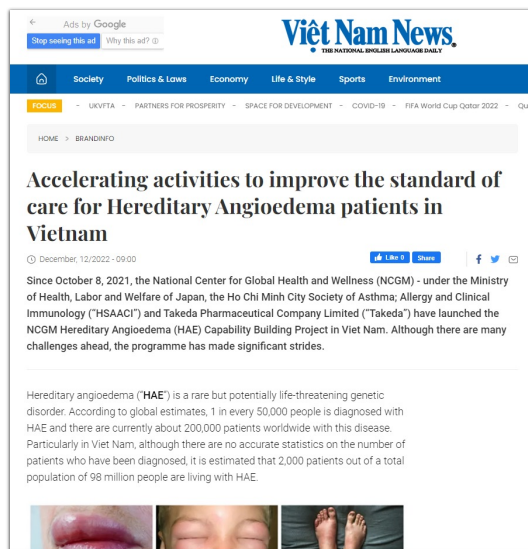 Ads by Google
Stop seeing this ad
Why this ad?
Việt Nam News
THE NATIONAL ENGLISH LANGUAGE DAILY
Society Politics & Laws Economy Life & Style Sports Environment
FOCUS - UKVFTA - PARTNERS FOR PROSPERITY - SPACE FOR DEVELOPMENT - COVID-19 - FIFA World Cup Qatar 2022 - Qu
HOME > BRANDINFO
Accelerating activities to improve the standard of
care for Hereditary Angioedema patients in
Vietnam
December, 12/2022 - 09:00
Like 0 Share
Since October 8, 2021, the National Center for Global Health and Wellness (NCGM) - under the Ministry
of Health, Labor and Welfare of Japan, the Ho Chi Minh City Society of Asthma; Allergy and Clinical
Immunology ("HSAACI") and Takeda Pharmaceutical Company Limited ("Takeda") have launched the
NCGM Hereditary Angioedema (HAE) Capability Building Project in Viet Nam. Although there are many
challenges ahead, the programme has made significant strides.
Hereditary angioedema ("HAE") is a rare but potentially life-threatening genetic
disorder. According to global estimates, 1 in every 50,000 people is diagnosed with
HAE and there are currently about 200,000 patients worldwide with this disease.
Particularly in Viet Nam, although there are no accurate statistics on the number of
patients who have been diagnosed, it is estimated that 2,000 patients out of a total
population of 98 million people are living with HAE.